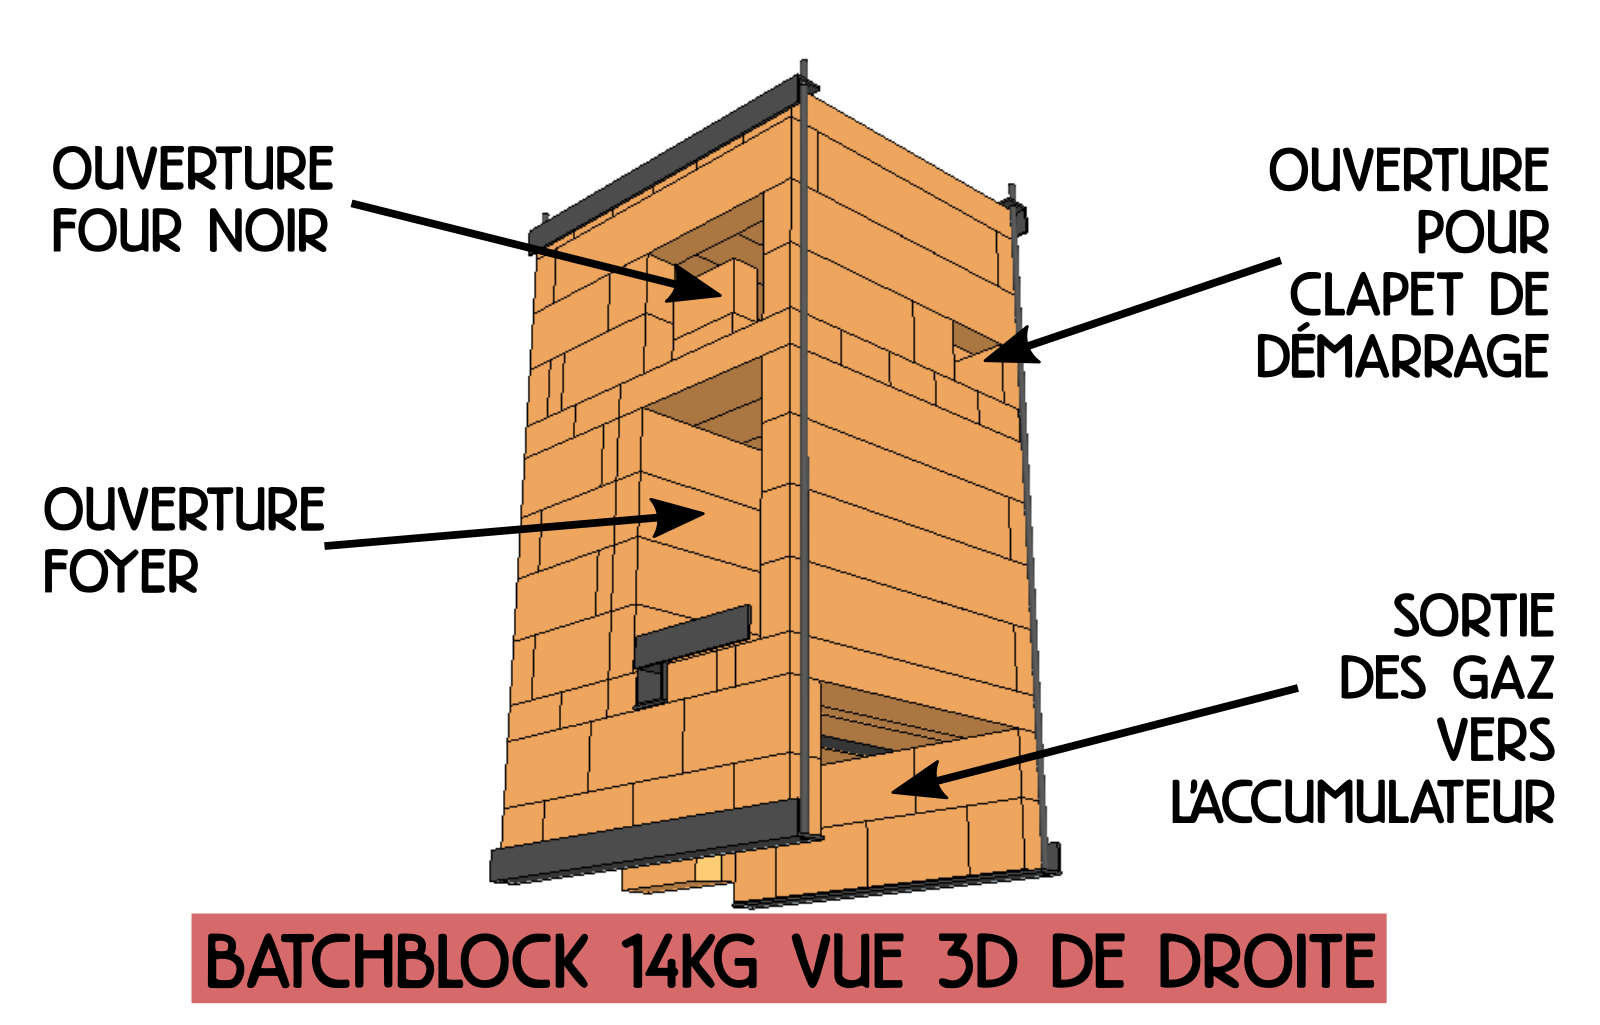 OUVERTURE
FOUR NOIR
OUVERTURE
POUR
CLAPET DE
DÉMARRAGE
OUVERTURE
FOYER
SORTIE
DES GAZ
VERS
L'ACCUMULATEUR
BATCHBLOCK 14KG VUE 3D DE DROITE